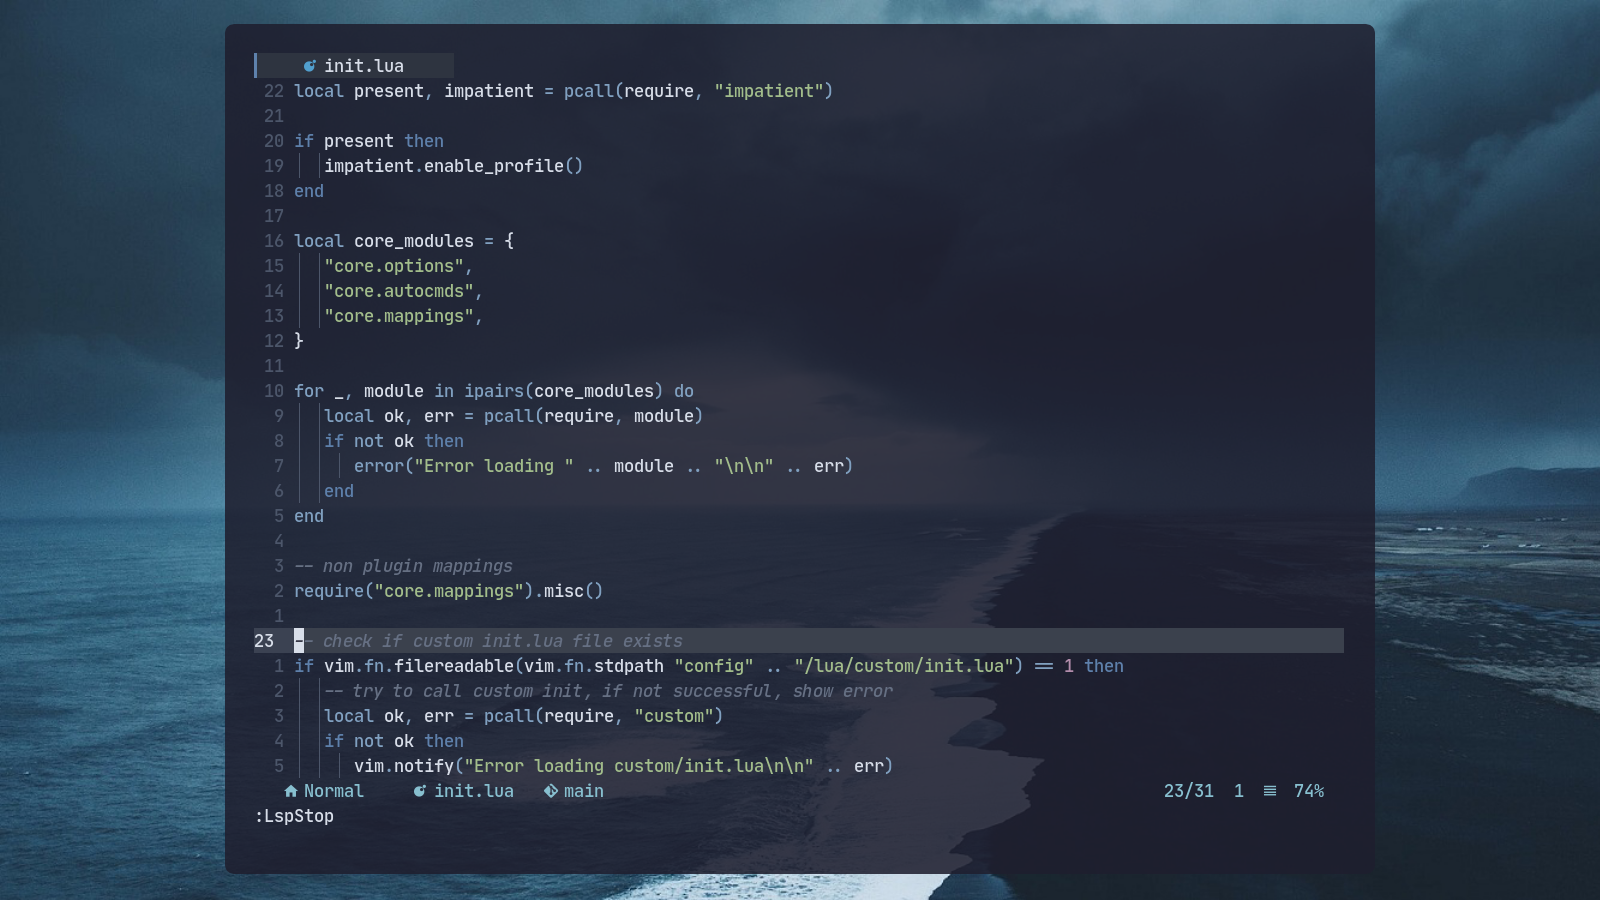 init.lua
22 local present, impatient = pcall(require, "impatient")
21
20 if present then
19 impatient.enable_profile()
18 end
17
16 local core_modules = {
15 "core.options",
14 "core.autocmds",
13 "core.mappings",
12 }
11
10 for _, module in ipairs(core_modules) do
9 local ok, err = pcall(require, module)
8 if not ok then
7 error("Error loading " .. module .. "\n\n" .. err)
6 end
5 end
4
3 -- non plugin mappings
2 require("core.mappings").misc()
1
23 -- check if custom init.lua file exists
1 if vim.fn.filereadable(vim.fn.stdpath "config" .. "/lua/custom/init.lua") == 1 then
2 -- try to call custom init, if not successful, show error
3 local ok, err = pcall(require, "custom")
4 if not ok then
5 vim.notify("Error loading custom/init.lua\n\n" .. err)
Normal init.lua main 23/31 1 74%
:LspStop